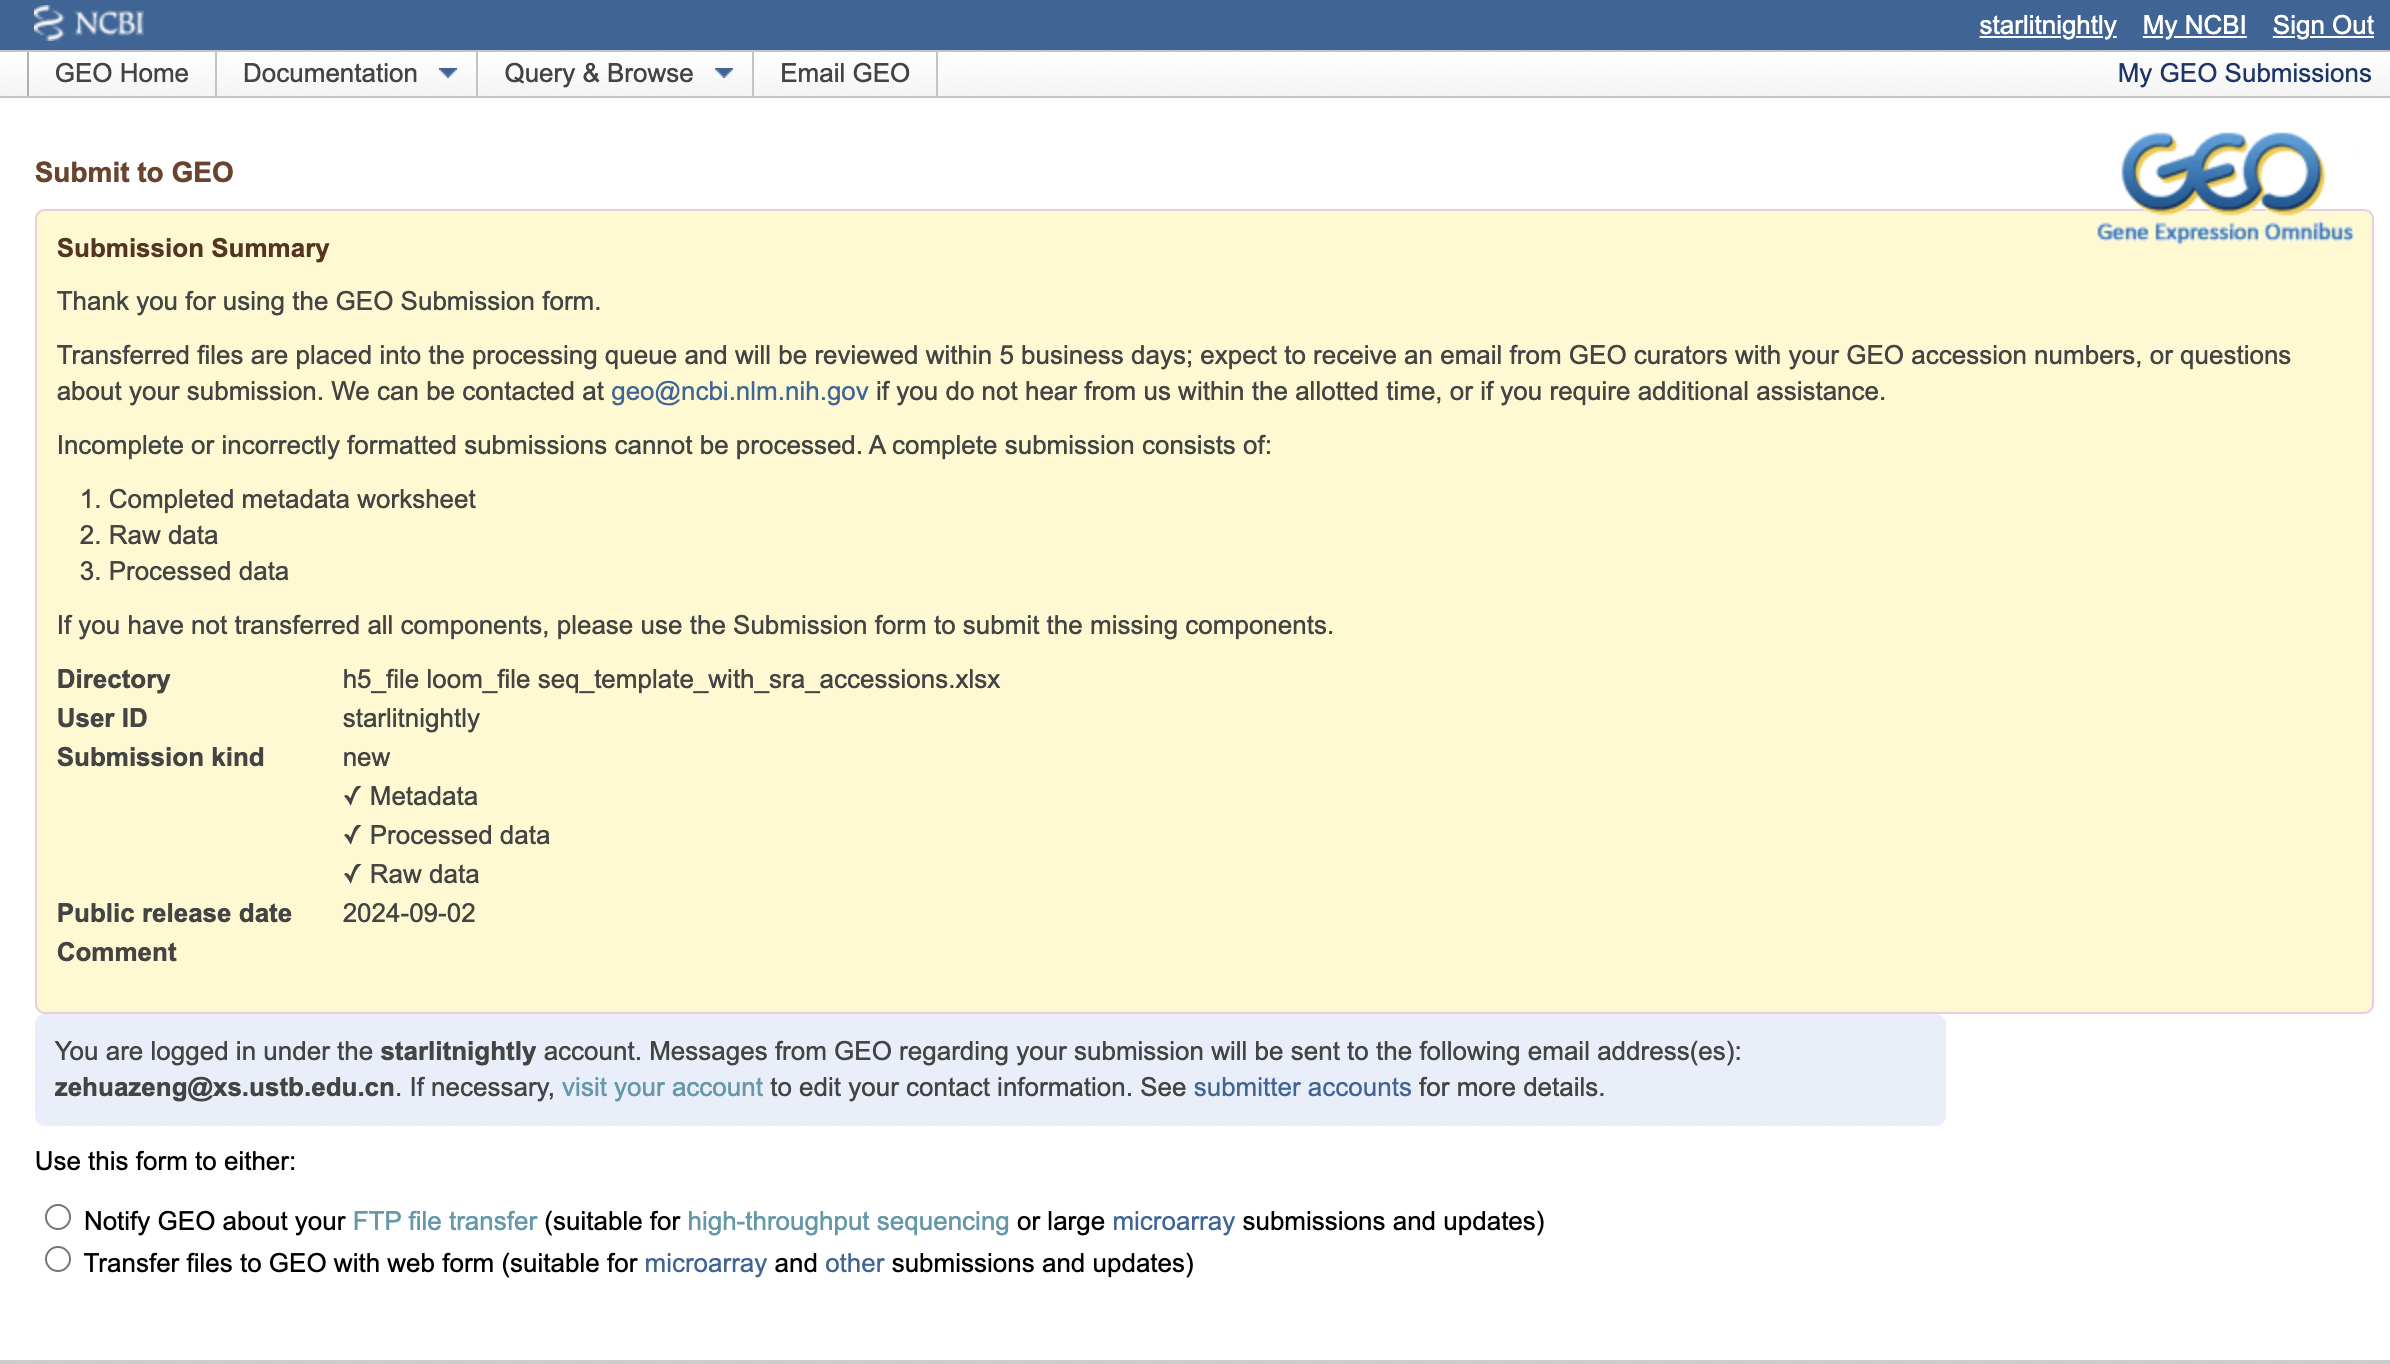 NCBI
starlitnightly My NCBI Sign Out
GEO Home Documentation Query & Browse Email GEO My GEO Submissions
Submit to GEO
GEO
Gene Expression Omnibus
Submission Summary
Thank you for using the GEO Submission form.
Transferred files are placed into the processing queue and will be reviewed within 5 business days; expect to receive an email from GEO curators with your GEO accession numbers, or questions
about your submission. We can be contacted at geo@ncbi.nlm.nih.gov if you do not hear from us within the allotted time, or if you require additional assistance.
Incomplete or incorrectly formatted submissions cannot be processed. A complete submission consists of:
1. Completed metadata worksheet
2. Raw data
3. Processed data
If you have not transferred all components, please use the Submission form to submit the missing components.
Directory h5_file loom_file seq_template_with_sra_accessions.xlsx
User ID starlitnightly
Submission kind new
✓ Metadata
✓ Processed data
✓ Raw data
Public release date 2024-09-02
Comment
You are logged in under the starlitnightly account. Messages from GEO regarding your submission will be sent to the following email address(es):
zehuazeng@xs.ustb.edu.cn. If necessary, visit your account to edit your contact information. See submitter accounts for more details.
Use this form to either:
Notify GEO about your FTP file transfer (suitable for high-throughput sequencing or large microarray submissions and updates)
Transfer files to GEO with web form (suitable for microarray and other submissions and updates)